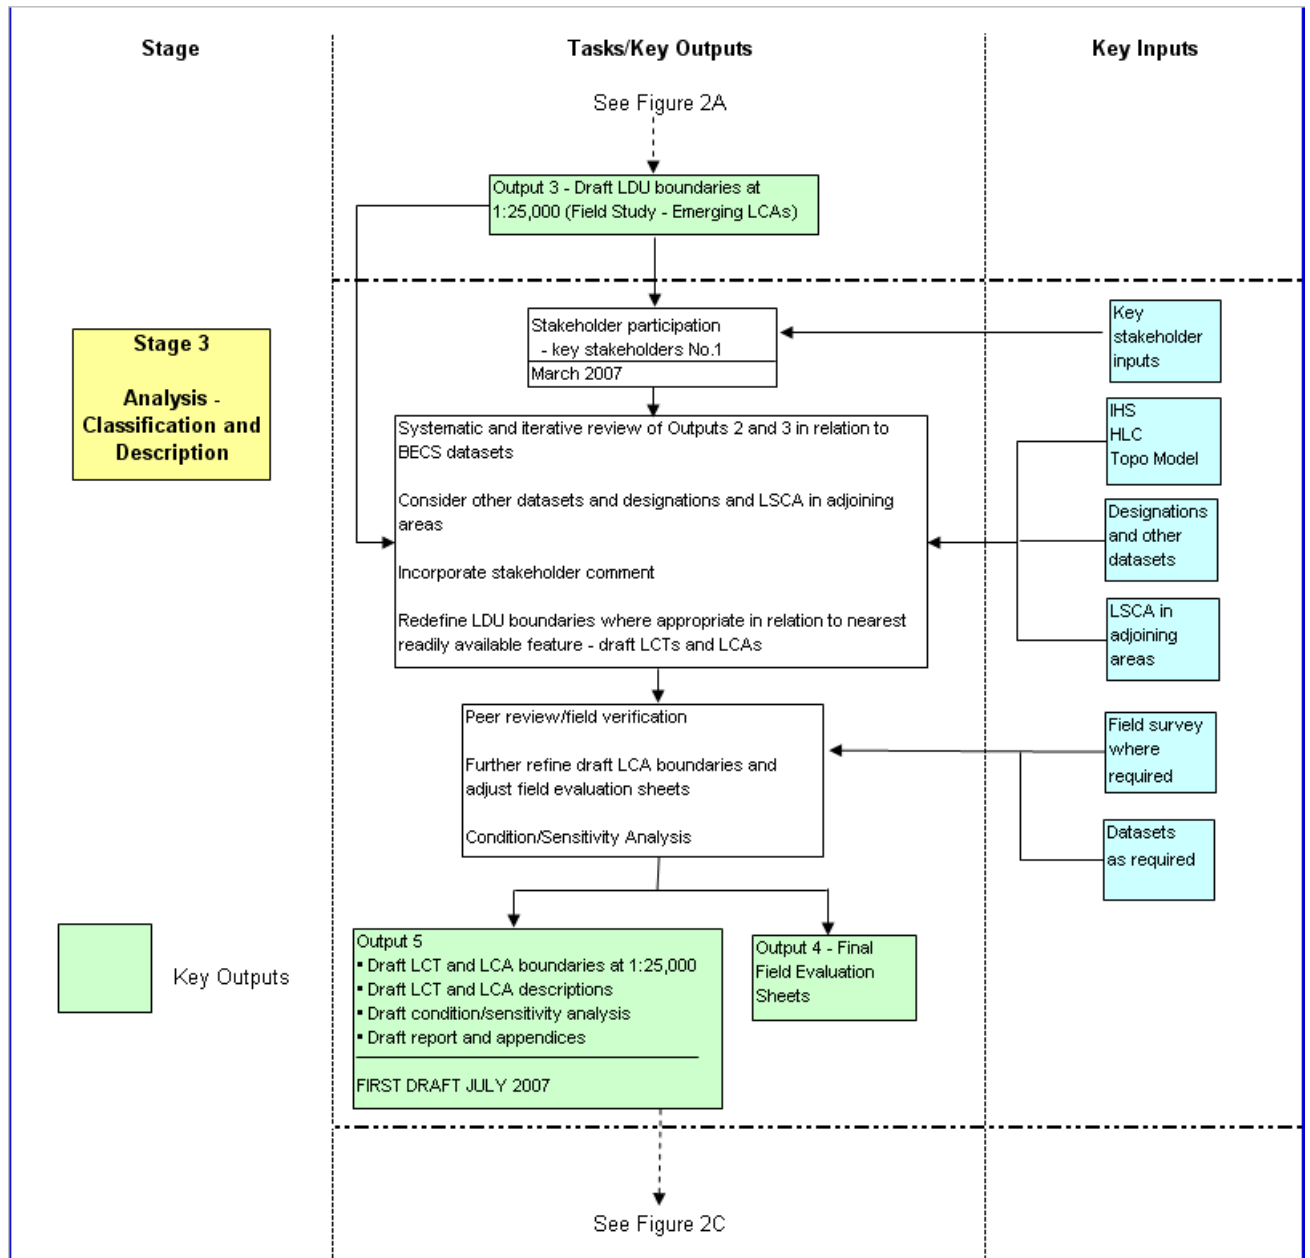 Stage
Tasks/Key Outputs
Key Inputs
See Figure 2A
Output 3 - Draft LDU boundaries at
1:25,000 (Field Study - Emerging LCAs)
Stage 3
Analysis -
Classification and
Description
Stakeholder participation
- key stakeholders No.1
March 2007
Key
stakeholder
inputs
Systematic and iterative review of Outputs 2 and 3 in relation to
BECS datasets
Consider other datasets and designations and LSCA in adjoining
areas
Incorporate stakeholder comment
Redefine LDU boundaries where appropriate in relation to nearest
readily available feature - draft LCTs and LCAs
IHS
HLC
Topo Model
Designations
and other
datasets
LSCA in
adjoining
areas
Peer review/field verification
Further refine draft LCA boundaries and
adjust field evaluation sheets
Condition/Sensitivity Analysis
Field survey
where
required
Datasets
as required
Key Outputs
Output 5
▪ Draft LCT and LCA boundaries at 1:25,000
▪ Draft LCT and LCA descriptions
▪ Draft condition/sensitivity analysis
▪ Draft report and appendices
FIRST DRAFT JULY 2007
Output 4 - Final
Field Evaluation
Sheets
See Figure 2C